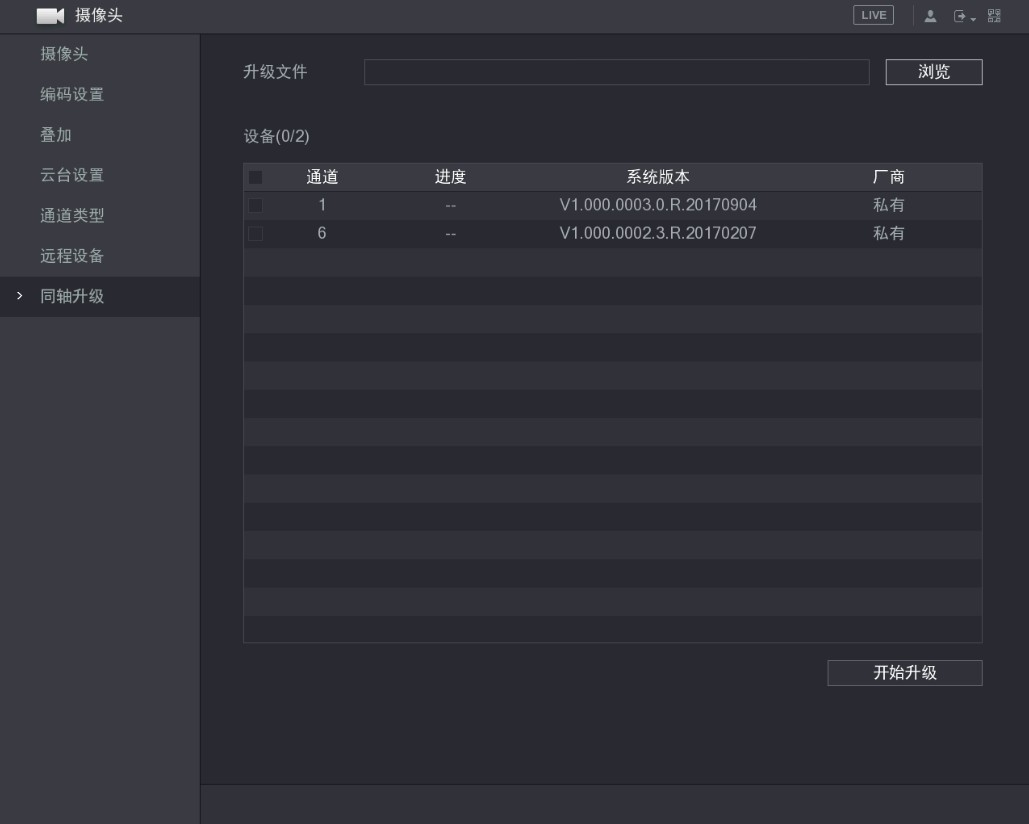 摄像头 LIVE
摄像头
编码设置
叠加
云台设置
通道类型
远程设备
同轴升级
升级文件 浏览
设备(0/2)
通道 进度 系统版本 厂商
1 -- V1.000.0003.0.R.20170904 私有
6 -- V1.000.0002.3.R.20170207 私有
开始升级